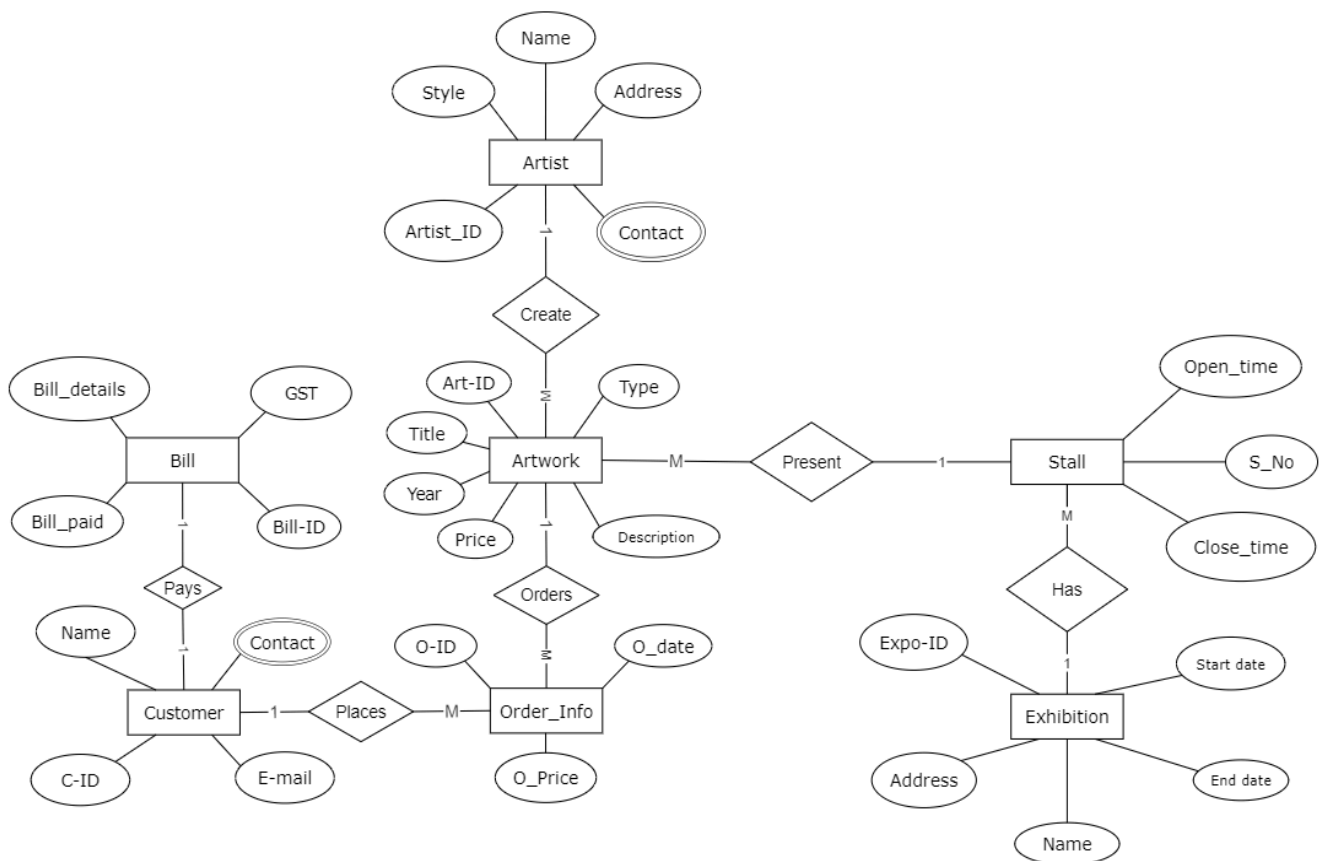 Name
Style
Address
Artist
Artist_ID
Contact
1
Create
M
Art-ID
Type
Title
Artwork
Year
Price
Description
M
Present
1
Stall
Open_time
S_No
Close_time
M
Has
1
Bill_details
GST
Bill
Bill_paid
Bill-ID
1
Pays
1
Name
Contact
Customer
C-ID
E-mail
1
Places
M
1
Orders
M
O-ID
O_date
Order_Info
O_Price
Expo-ID
Start date
Exhibition
Address
End date
Name